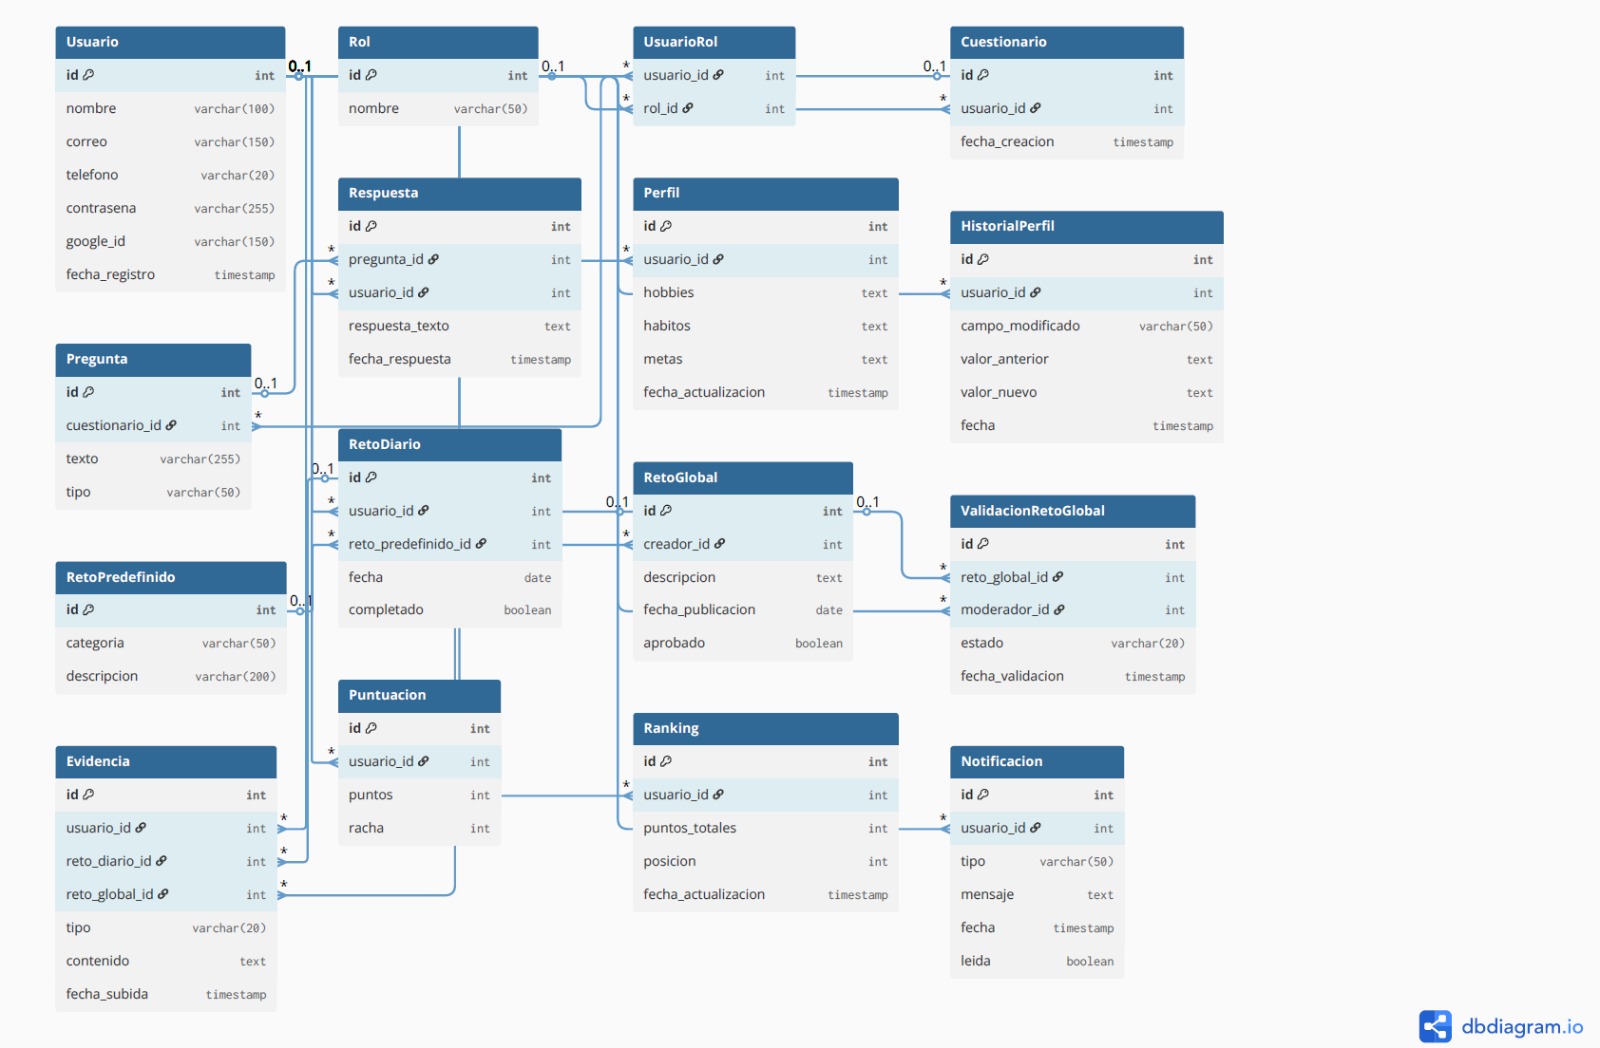 Usuario
id int
nombre varchar(100)
correo varchar(150)
telefono varchar(20)
contrasena varchar(255)
google_id varchar(150)
fecha_registro timestamp
0..1
Rol
id int
nombre varchar(50)
0..1
UsuarioRol
* usuario_id int
* rol_id int
Cuestionario
0..1
id int
* usuario_id int
fecha_creacion timestamp
Respuesta
id int
* pregunta_id int
* usuario_id int
respuesta_texto text
fecha_respuesta timestamp
Perfil
id int
* usuario_id int
hobbies text
habitos text
metas text
fecha_actualizacion timestamp
HistorialPerfil
id int
* usuario_id int
campo_modificado varchar(50)
valor_anterior text
valor_nuevo text
fecha timestamp
Pregunta
id int 0..1
cuestionario_id int *
texto varchar(255)
tipo varchar(50)
RetoDiario
0..1 id int
* usuario_id int
* reto_predefinido_id int
fecha date
completado boolean
RetoGlobal
0..1 id int 0..1
* creador_id int
descripcion text
fecha_publicacion date
aprobado boolean
ValidacionRetoGlobal
id int
* reto_global_id int
* moderador_id int
estado varchar(20)
fecha_validacion timestamp
RetoPredefinido
id int 0..1
categoria varchar(50)
descripcion varchar(200)
Puntuacion
id int
* usuario_id int
puntos int
racha int
Ranking
id int
* usuario_id int
puntos_totales int
posicion int
fecha_actualizacion timestamp
Evidencia
id int
usuario_id int *
reto_diario_id int *
reto_global_id int *
tipo varchar(20)
contenido text
fecha_subida timestamp
Notificacion
id int
* usuario_id int
tipo varchar(50)
mensaje text
fecha timestamp
leida boolean
dbdiagram.io